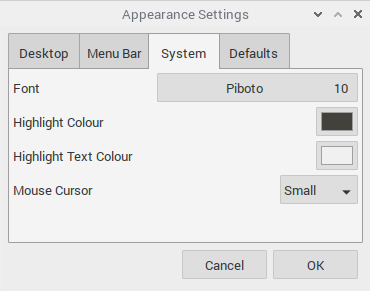 Appearance Settings
Desktop Menu Bar System Defaults
Font Piboto 10
Highlight Colour
Highlight Text Colour
Mouse Cursor Small
Cancel OK